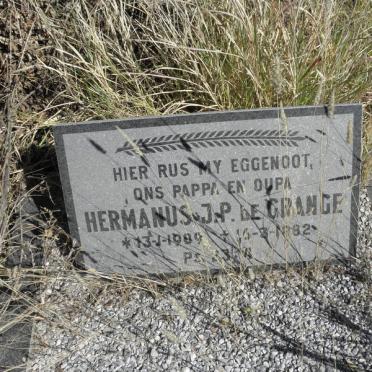 HIER RUS MY EGGENOOT,
ONS PAPPA EN OUPA
HERMANUS J.P. DE GRANGE